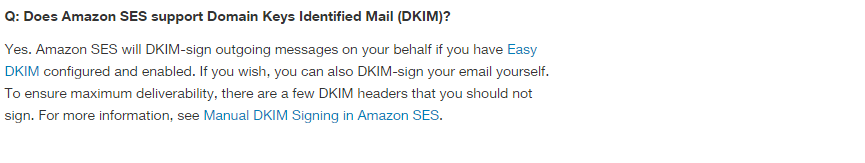 Q: Does Amazon SES support Domain Keys Identified Mail (DKIM)?
Yes. Amazon SES will DKIM-sign outgoing messages on your behalf if you have Easy
DKIM configured and enabled. If you wish, you can also DKIM-sign your email yourself.
To ensure maximum deliverability, there are a few DKIM headers that you should not
sign. For more information, see Manual DKIM Signing in Amazon SES.